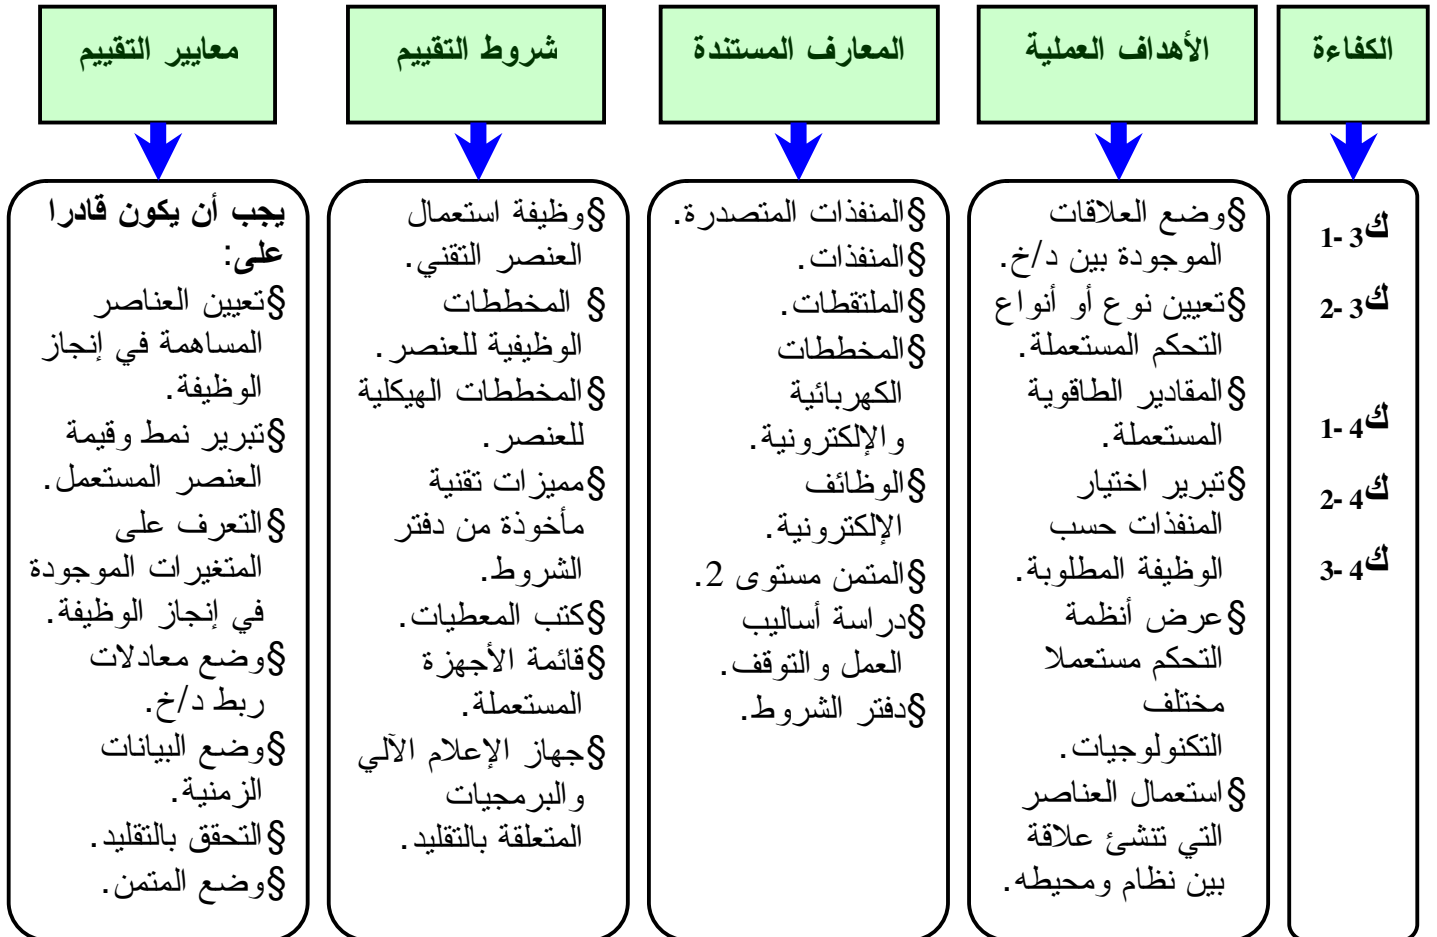 الكفاءة
الأهداف العملية
المعارف المستندة
شروط التقييم
معايير التقييم
ك3-1
ك3-2
ك4-1
ك4-2
ك4-3
§وضع العلاقات
الموجودة بين د/خ.
§تعيين نوع أو أنواع
التحكم المستعملة.
§المقادير الطاقوية
المستعملة.
§تبرير اختيار
المنفذات حسب
الوظيفة المطلوبة.
§عرض أنظمة
التحكم مستعملا
مختلف
التكنولوجيات.
§استعمال العناصر
التي تنشئ علاقة
بين نظام ومحيطه.
§المنفذات المتصدرة.
§المنفذات.
§الملتقطات.
§المخططات
الكهربائية
والإلكترونية.
§الوظائف
الإلكترونية.
§المتمن مستوى 2.
§دراسة أساليب
العمل والتوقف.
§دفتر الشروط.
§وظيفة استعمال
العنصر التقني.
§ المخططات
الوظيفية للعنصر.
§المخططات الهيكلية
للعنصر.
§مميزات تقنية
مأخوذة من دفتر
الشروط.
§كتب المعطيات.
§قائمة الأجهزة
المستعملة.
§جهاز الإعلام الآلي
والبرمجيات
المتعلقة بالتقليد.
يجب أن يكون قادرا
على:
§تعيين العناصر
المساهمة في إنجاز
الوظيفة.
§تبرير نمط وقيمة
العنصر المستعمل.
§التعرف على
المتغيرات الموجودة
في إنجاز الوظيفة.
§وضع معادلات
ربط د/خ.
§وضع البيانات
الزمنية.
§التحقق بالتقليد.
§وضع المتمن.